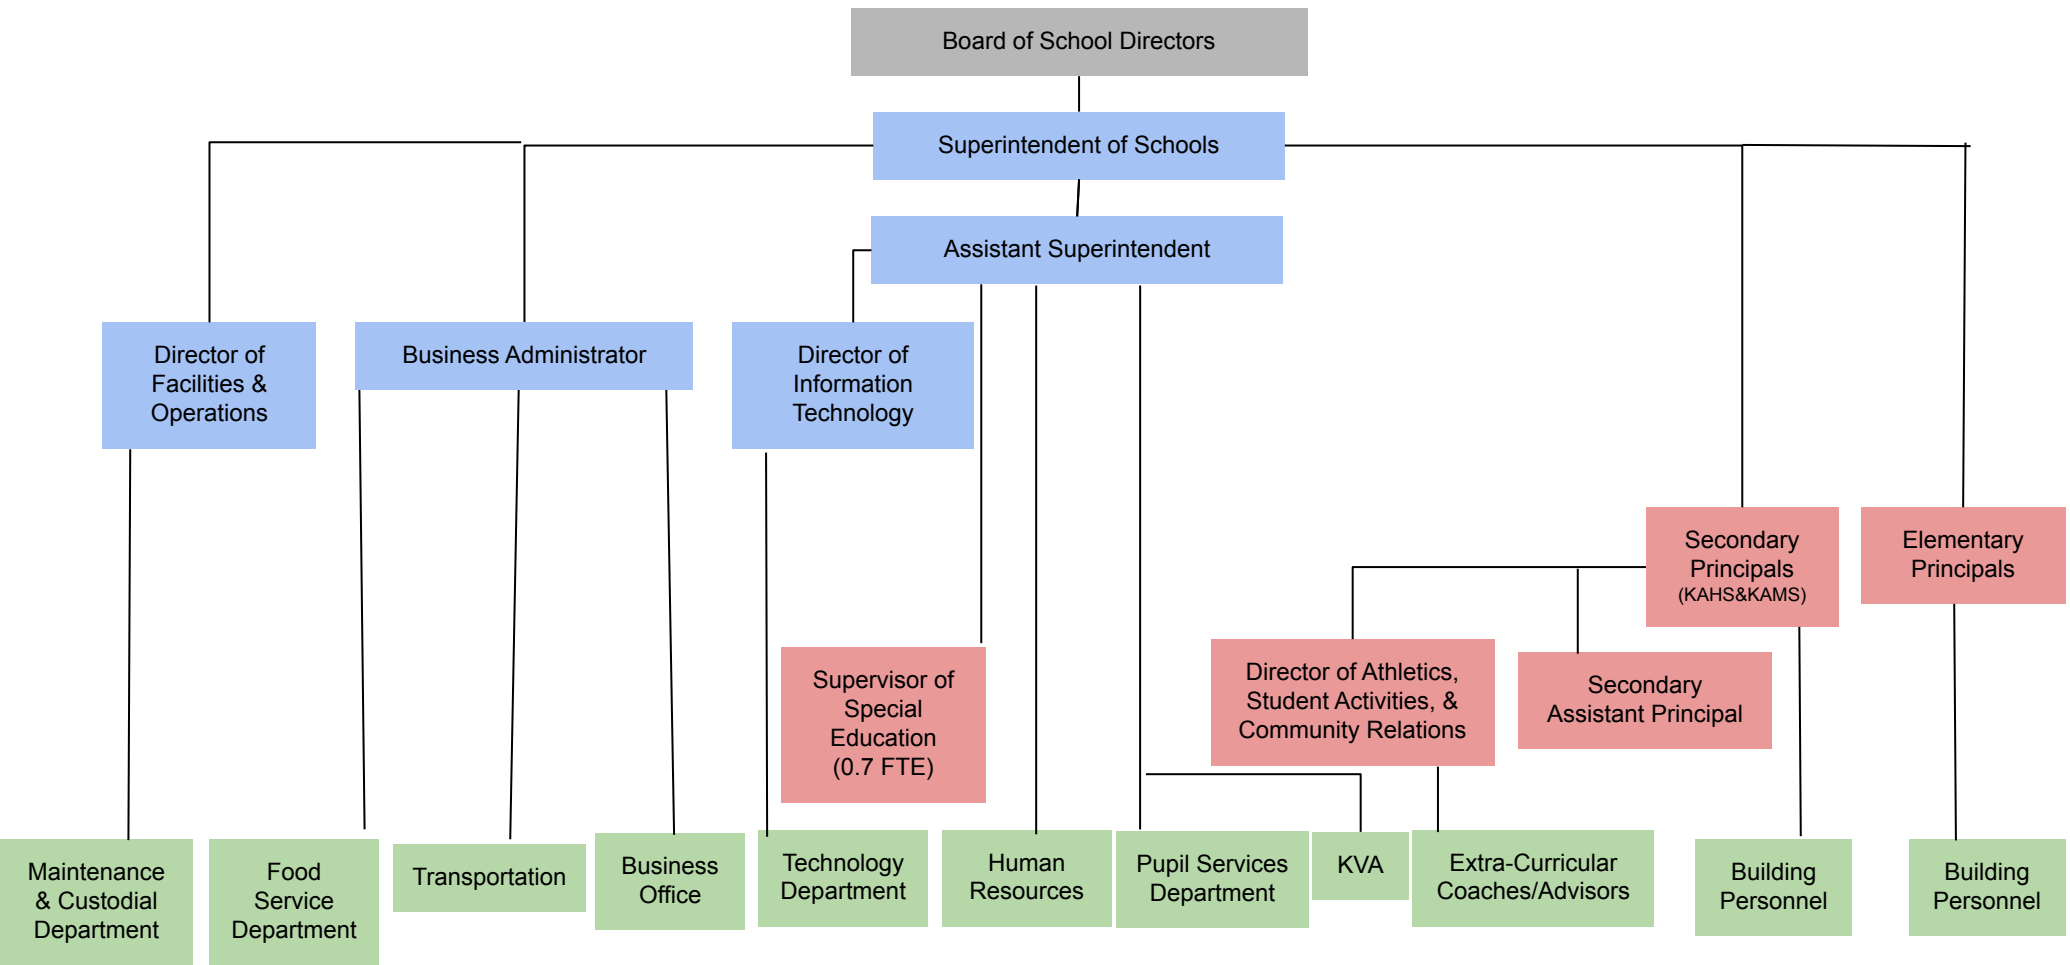 Board of School Directors
Superintendent of Schools
Assistant Superintendent
Director of
Facilities &
Operations
Business Administrator
Director of
Information
Technology
Secondary
Principals
(KAHS&KAMS)
Elementary
Principals
Supervisor of
Special
Education
(0.7 FTE)
Director of Athletics,
Student Activities, &
Community Relations
Secondary
Assistant Principal
Maintenance
& Custodial
Department
Food
Service
Department
Transportation
Business
Office
Technology
Department
Human
Resources
Pupil Services
Department
KVA
Extra-Curricular
Coaches/Advisors
Building
Personnel
Building
Personnel